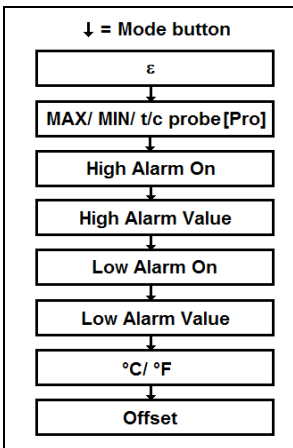 ↓ = Mode button
ε
MAX/ MIN/ t/c probe [Pro]
High Alarm On
High Alarm Value
Low Alarm On
Low Alarm Value
°C/ °F
Offset